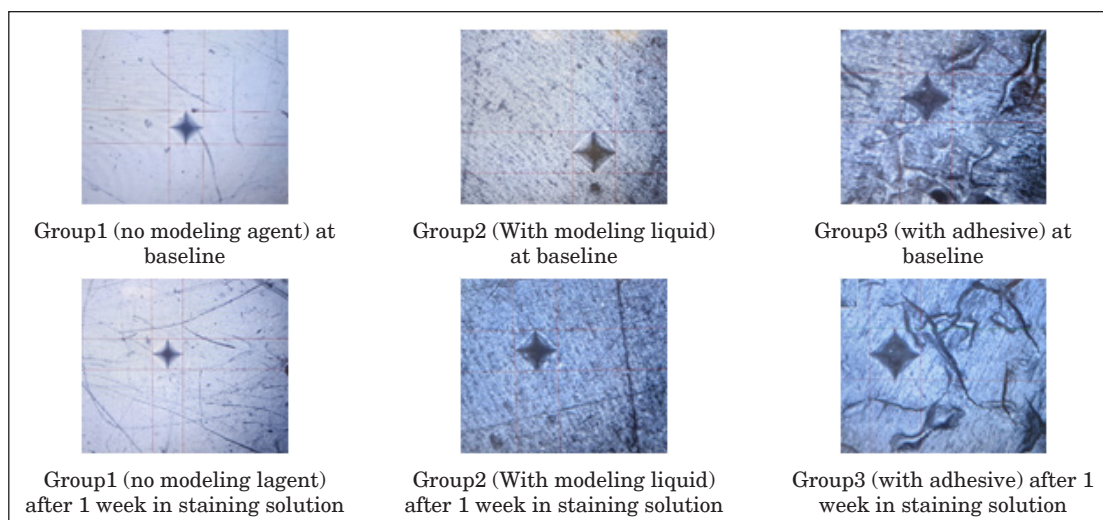 Group1 (no modeling agent) at
baseline
Group2 (With modeling liquid)
at baseline
Group3 (with adhesive) at
baseline
Group1 (no modeling lagent)
after 1 week in staining solution
Group2 (With modeling liquid)
after 1 week in staining solution
Group3 (with adhesive) after 1
week in staining solution